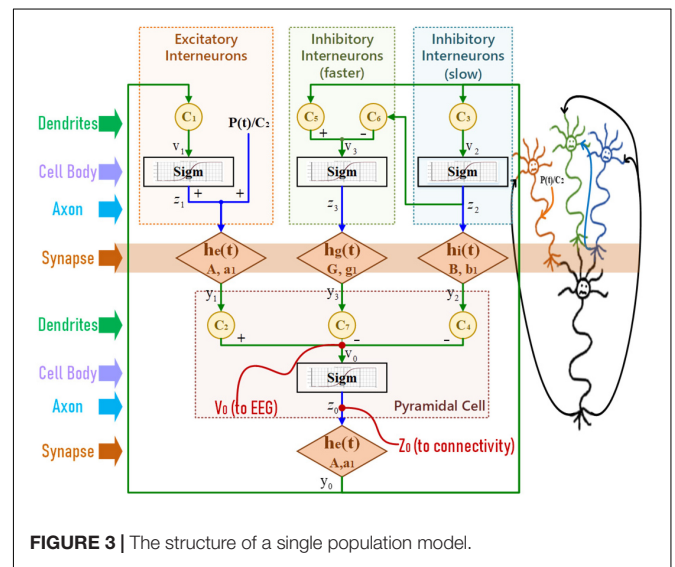 Excitatory
Interneurons
Inhibitory
Interneurons
(faster)
Inhibitory
Interneurons
(slow)
Dendrites
C1
P(t)/C2
C5
C6
C3
+
-
v1
v3
v2
Cell Body
Sigm
Sigm
Sigm
P(t)/C2
+
+
Axon
z1
z3
z2
Synapse
he(t)
A, a1
hg(t)
G, g1
hi(t)
B, b1
y1
y3
y2
Dendrites
C2
+
C7
-
C4
-
v0
Cell Body
Sigm
V0 (to EEG)
Axon
z0
Pyramidal Cell
Synapse
he(t)
A,a1
Z0 (to connectivity)
y0
FIGURE 3 | The structure of a single population model.